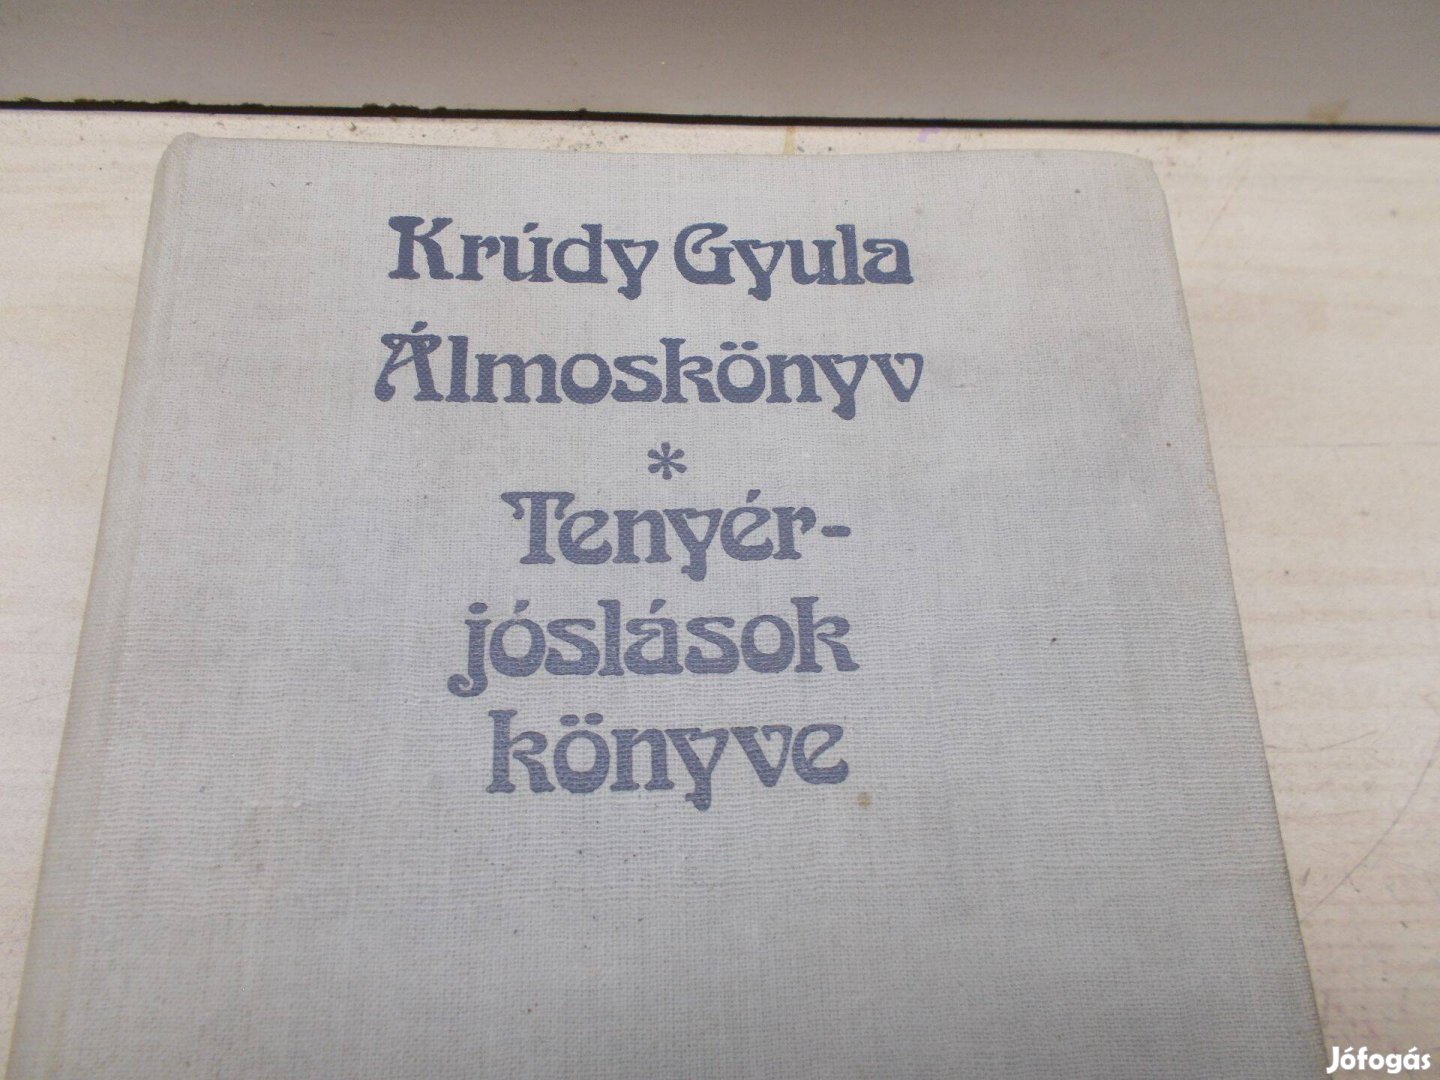 Krúdy Gyula
Álmoskönyv
*
Tenyér-
jóslások
könyve
Jófogás